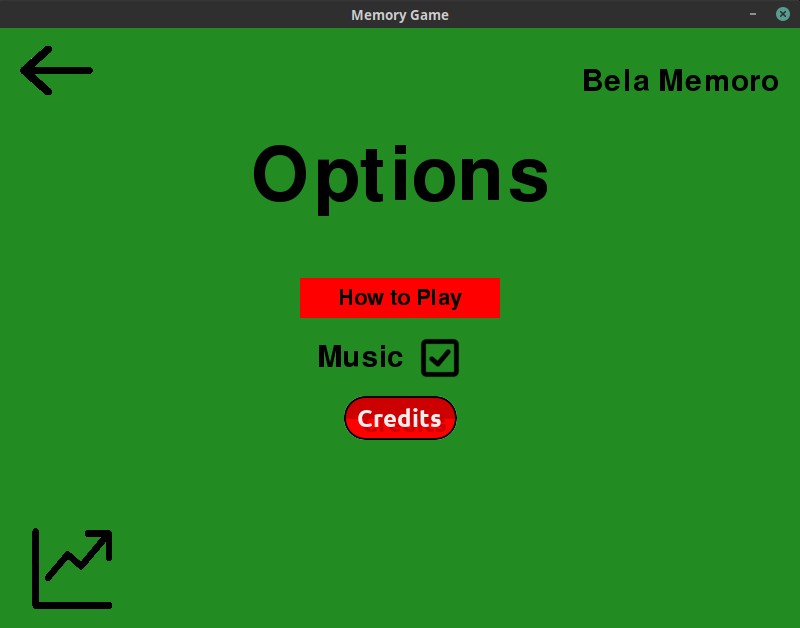 Memory Game
Bela Memoro
Options
How to Play
Music
Credits